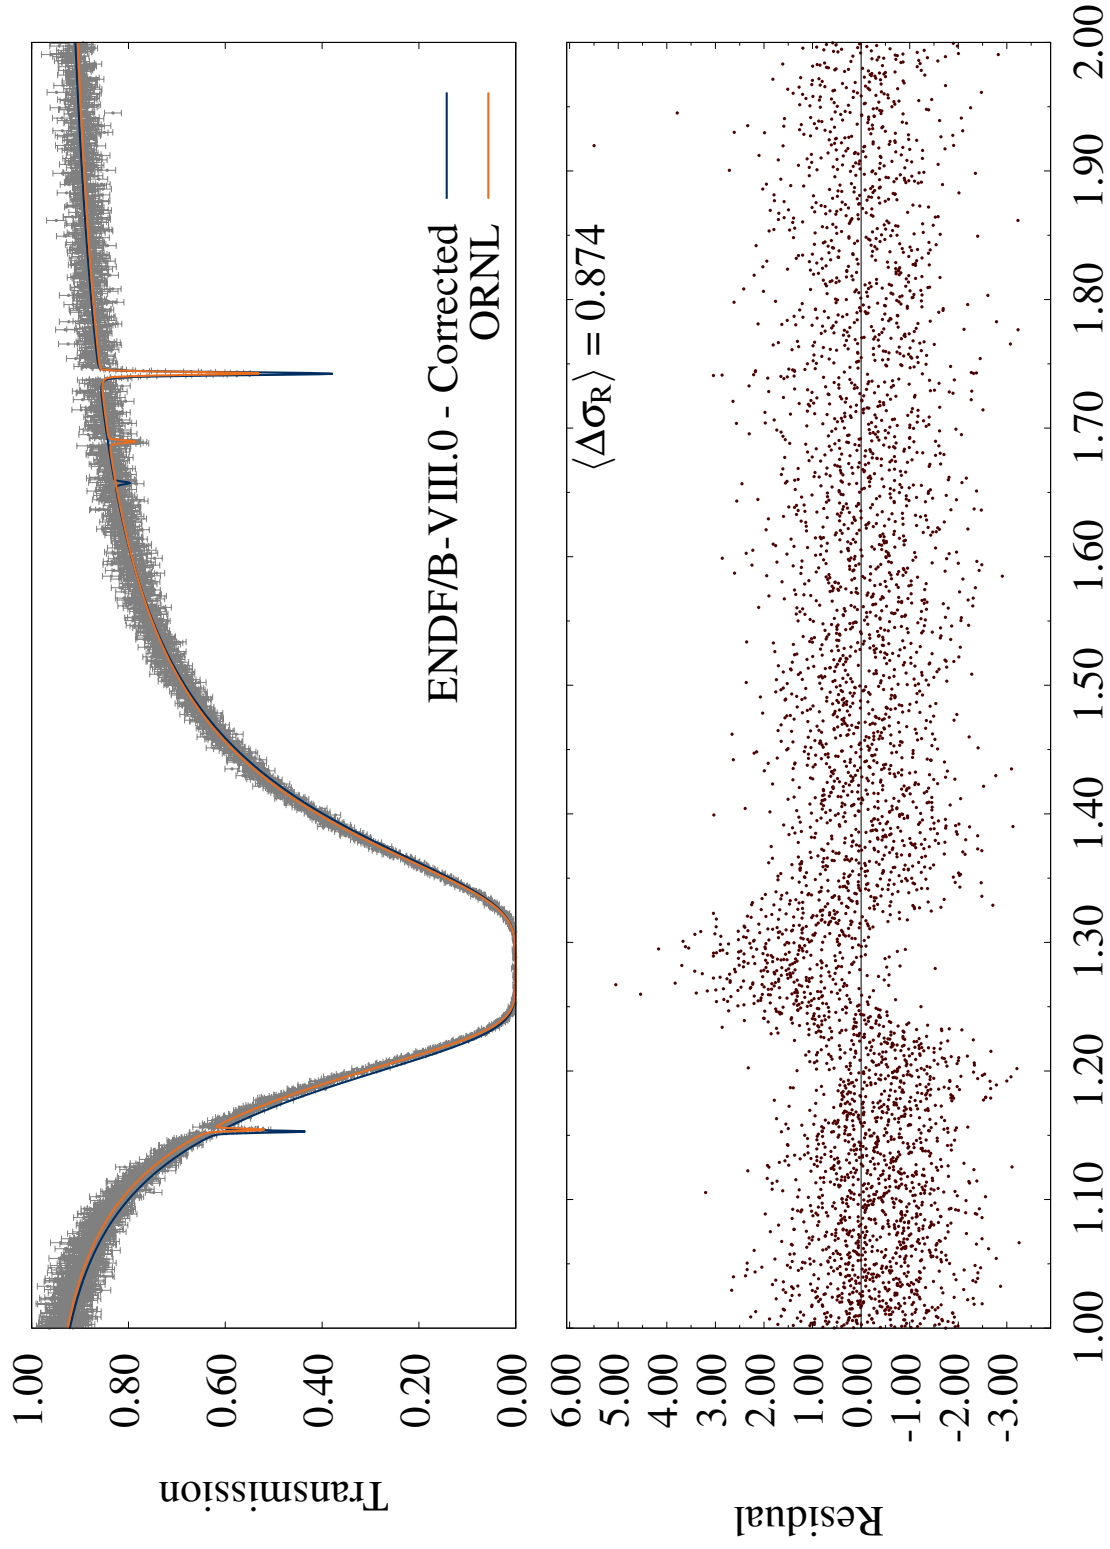 Transmission
1.00
0.80
0.60
0.40
0.20
0.00
ENDF/B-VIII.0 - Corrected
ORNL
Residual
6.00
5.00
4.00
3.00
2.00
1.00
0.00
-1.00
-2.00
-3.00
⟨Δσ_R⟩ = 0.874
1.00 1.10 1.20 1.30 1.40 1.50 1.60 1.70 1.80 1.90 2.00